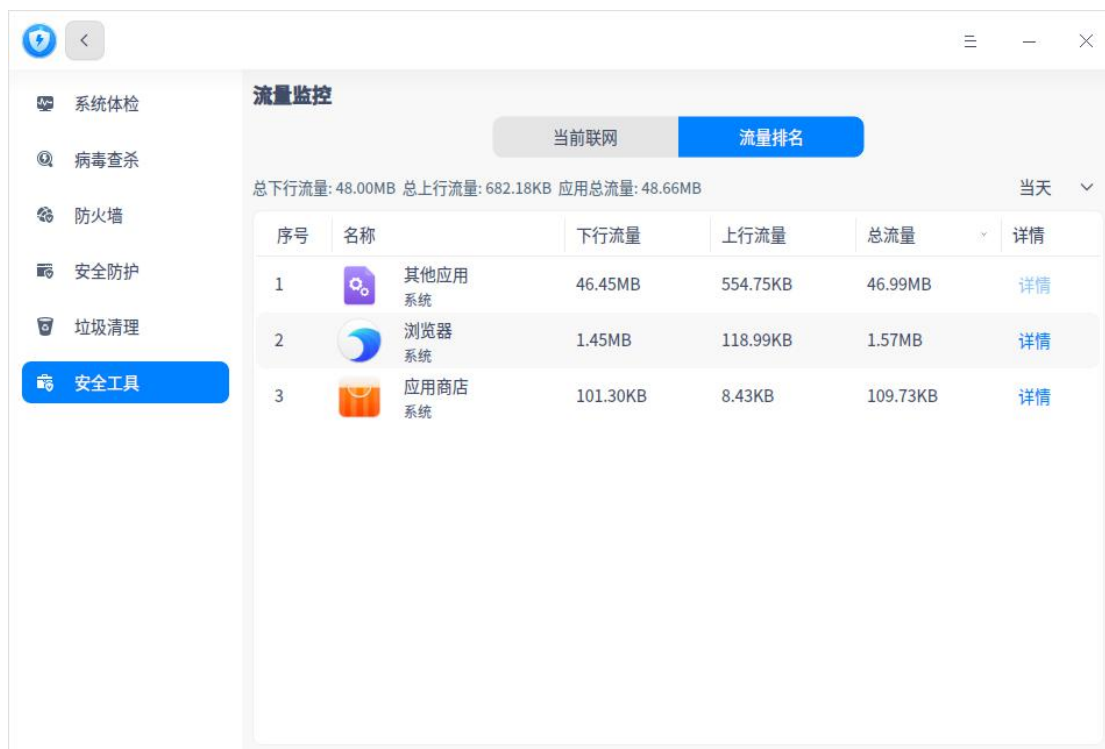 系统体检
病毒查杀
防火墙
安全防护
垃圾清理
安全工具
流量监控
当前联网 流量排名
总下行流量: 48.00MB 总上行流量: 682.18KB 应用总流量: 48.66MB 当天
序号 名称 下行流量 上行流量 总流量 详情
1 其他应用 46.45MB 554.75KB 46.99MB 详情
系统
2 浏览器 1.45MB 118.99KB 1.57MB 详情
系统
3 应用商店 101.30KB 8.43KB 109.73KB 详情
系统